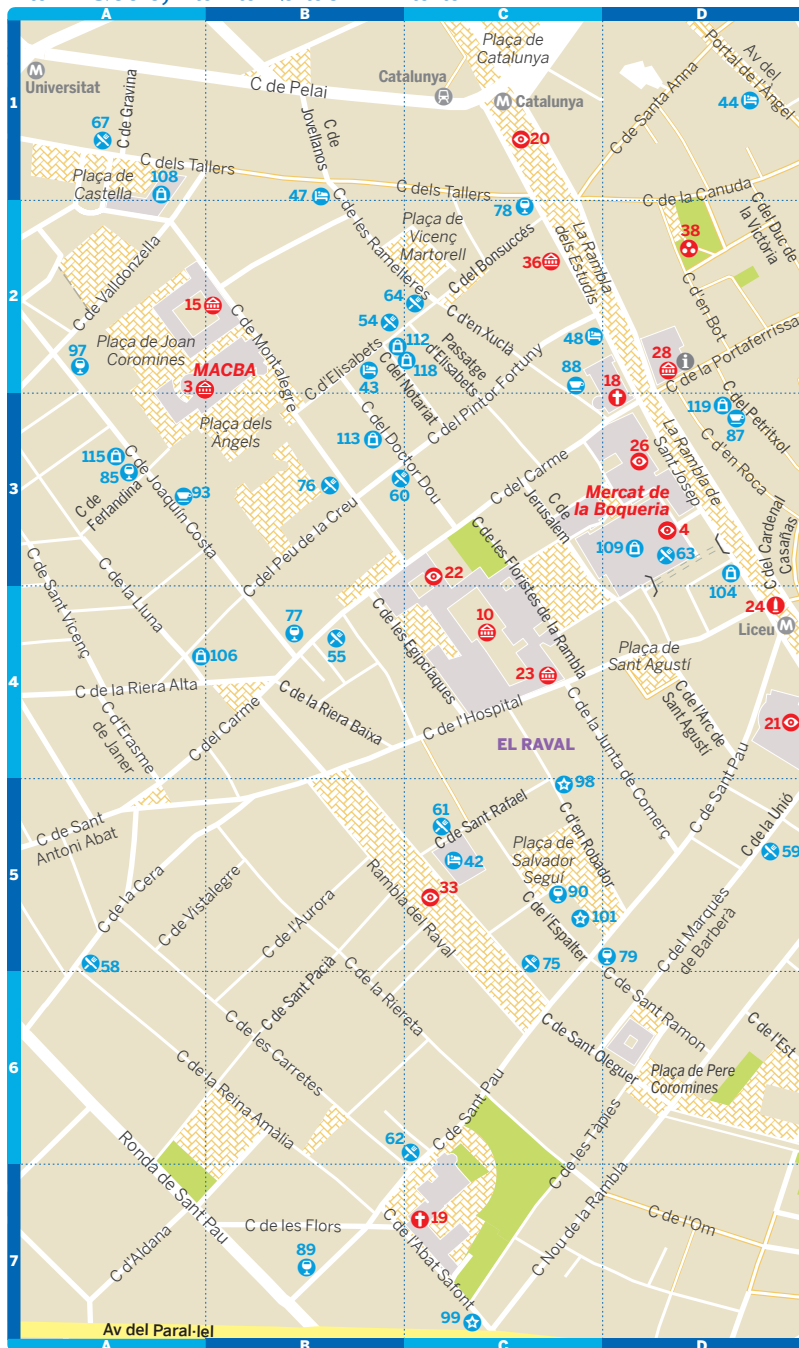 A
B
C
D
1
2
3
4
5
6
7
Plaça de
Catalunya
Av del
Portal de l'Àngel
Universitat
C de Pelai
Catalunya
Catalunya
C de Santa Anna
44
C de Gravina
67
C de
Jovellanos
20
C dels Tallers
Plaça de
Castella
108
47
C dels Tallers
78
C de la Canuda
C de les Ramelleres
Plaça de
Vicenç
Martorell
La Rambla
dels Estudis
38
C del Duc de
la Victòria
C de Valldonzella
C del Bonsuccés
36
15
64
C d'en Xuclà
C d'en Bot
54
112
48
Plaça de Joan
Coromines
C de Montalegre
C d'Elisabets
Passatge
d'Elisabets
C de la Portaferrissa
97
MACBA
43
118
88
28
3
C del Notariat
C del Pintor Fortuny
18
119
C del Petritxol
87
Plaça dels
Àngels
113
C del Doctor Dou
26
La Rambla de
Sant Josep
C d'en Roca
115
85
C de Joaquín Costa
76
60
C del Carme
Mercat de
la Boqueria
C de
Ferlandina
93
C de
Jerusalem
4
C del Peu de la Creu
109
63
C del Cardenal
Casañas
C de les Floristes de la Rambla
22
104
C de Sant Vicenç
C de la Lluna
77
10
24
Liceu
55
C de les Egipcíaques
Plaça de
Sant Agustí
106
23
C de la Riera Alta
C de l'Arc de
Sant Agustí
C d'Erasme
de Janer
C del Carme
C de la Riera Baixa
C de l'Hospital
21
EL RAVAL
C de la Junta de Comerç
C de Sant Pau
98
61
C de Sant Rafael
C d'en Robador
C de la Unió
C de Sant
Antoni Abat
42
Plaça de
Salvador
Seguí
59
C de la Cera
Rambla del Raval
33
90
C de Vistalegre
C de l'Aurora
101
C de l'Espalter
C del Marquès
de Barberà
58
75
79
C de Sant Pacià
C de la Riereta
C de Sant Ramon
C de les Carretes
C de Sant Oleguer
C de l'Est
C de la Reina Amàlia
Plaça de Pere
Coromines
C de Sant Pau
Ronda de Sant Pau
62
C de les Tàpies
19
C Nou de la Rambla
C de l'Om
C de les Flors
C d'Aldana
89
C de l'Abat Safont
99
Av del Paral·lel
A
B
C
D